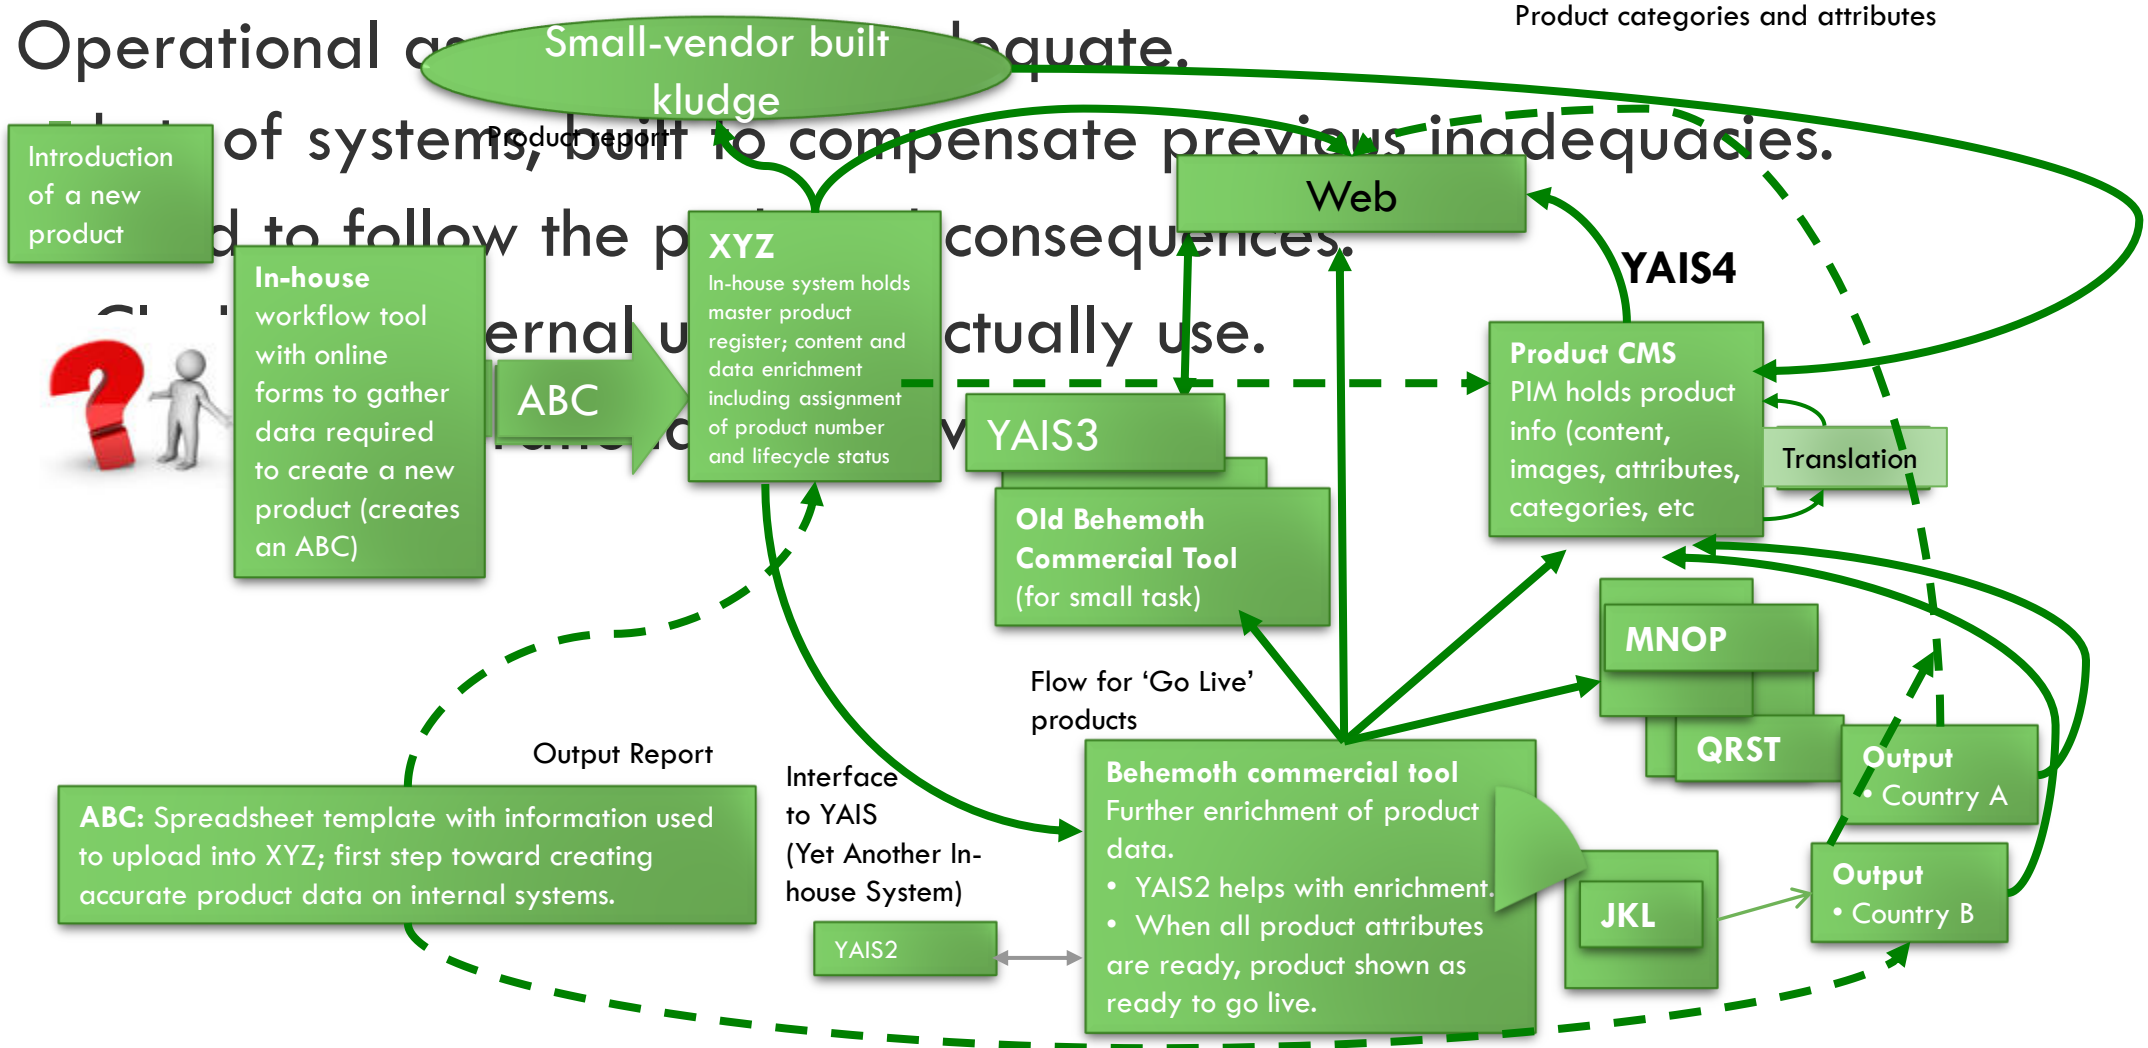 Product categories and attributes
Operational
equate.
Small-vendor built
kludge
of systems, built to compensate previous inadequacies.
Product report
Introduction
of a new
product
Web
to follow the
consequences.
XYZ
In-house system holds
master product
register; content and
data enrichment
including assignment
of product number
and lifecycle status
YAIS4
In-house
workflow tool
with online
forms to gather
data required
to create a new
product (creates
an ABC)
ABC
use.
Product CMS
PIM holds product
info (content,
images, attributes,
categories, etc
Translation
YAIS3
Old Behemoth
Commercial Tool
(for small task)
MNOP
QRST
Flow for ‘Go Live’
products
Output Report
Interface
to YAIS
(Yet Another In-
house System)
YAIS2
ABC: Spreadsheet template with information used
to upload into XYZ; first step toward creating
accurate product data on internal systems.
Behemoth commercial tool
Further enrichment of product
data.
• YAIS2 helps with enrichment.
• When all product attributes
are ready, product shown as
ready to go live.
JKL
Output
• Country A
Output
• Country B